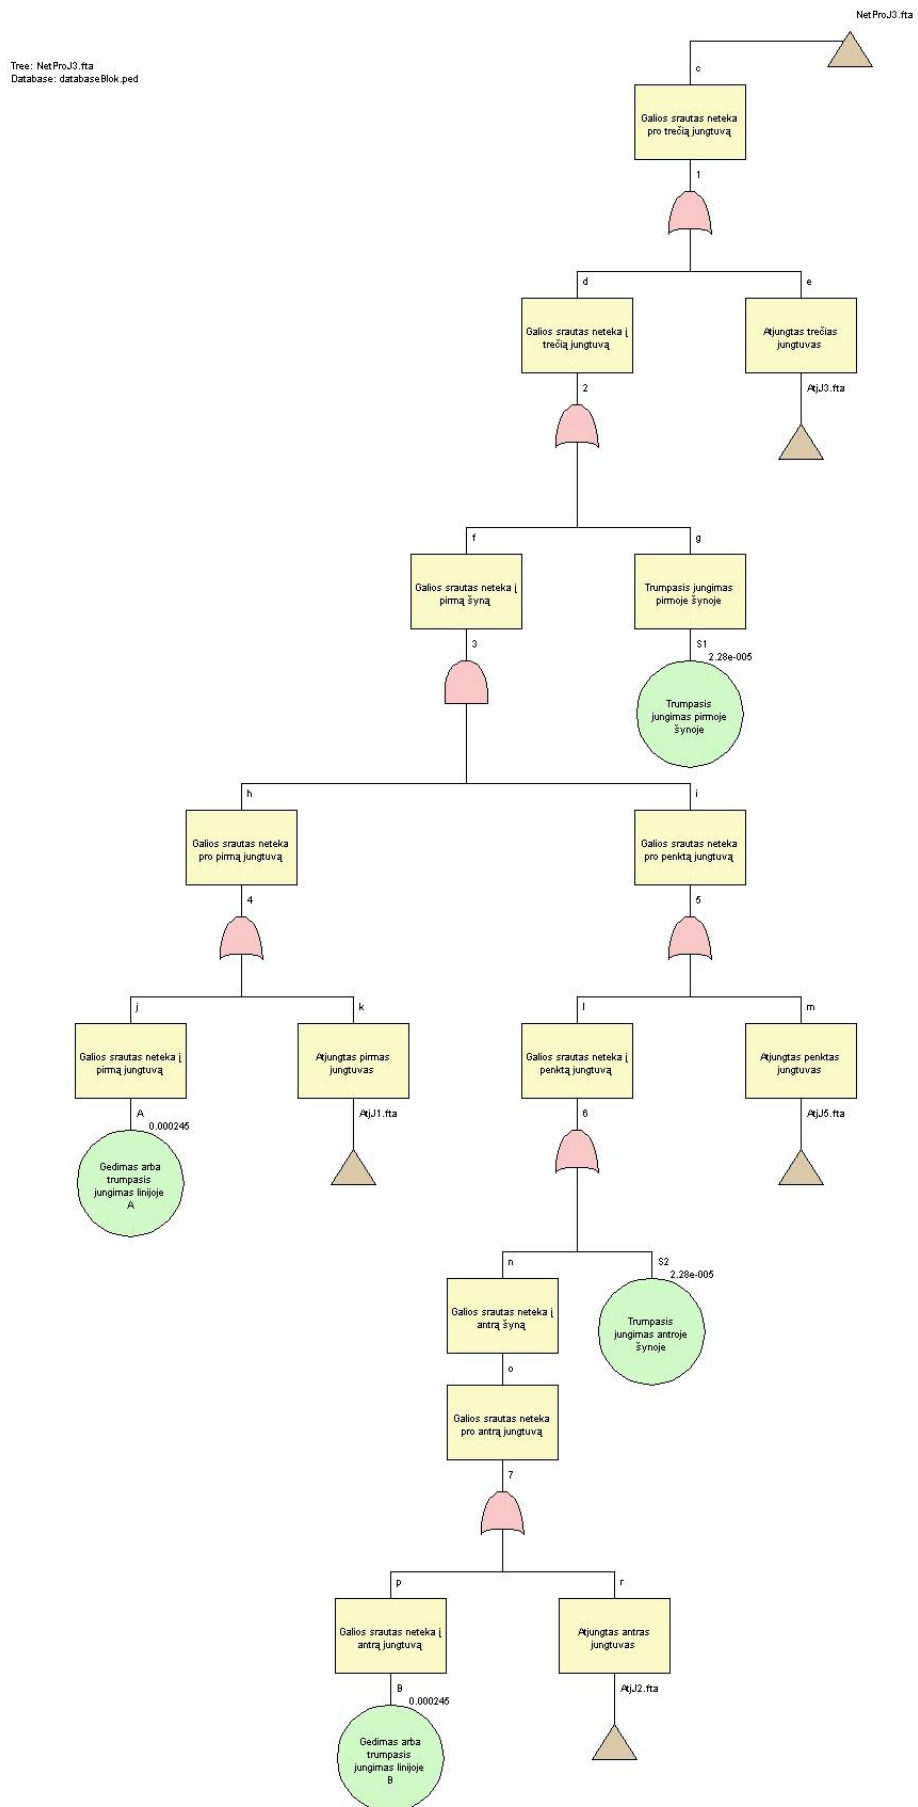 NetProJ3.fta
Tree: NetProJ3.fta
Database: databaseBlok.ped
c
Galios srautas neteka
pro trečią jungtuvą
1
d
e
Galios srautas neteka į
trečią jungtuvą
Atjungtas trečias
jungtuvas
2
AtjJ3.fta
f
g
Galios srautas neteka į
pirmą šyną
Trumpasis jungimas
pirmoje šynoje
3
S1
2.28e-005
Trumpasis
jungimas pirmoje
šynoje
h
i
Galios srautas neteka
pro pirmą jungtuvą
Galios srautas neteka
pro penktą jungtuvą
4
5
j
k
l
m
Galios srautas neteka į
pirmą jungtuvą
Atjungtas pirmas
jungtuvas
Galios srautas neteka į
penktą jungtuvą
Atjungtas penktas
jungtuvas
A
0.000245
AtjJ1.fta
6
AtjJ5.fta
Gedimas arba
trumpasis
jungimas linijoje
A
n
S2
2.28e-005
Galios srautas neteka į
antrą šyną
Trumpasis
jungimas antroje
šynoje
o
Galios srautas neteka
pro antrą jungtuvą
7
p
r
Galios srautas neteka į
antrą jungtuvą
Atjungtas antras
jungtuvas
B
0.000245
AtjJ2.fta
Gedimas arba
trumpasis
jungimas linijoje
B